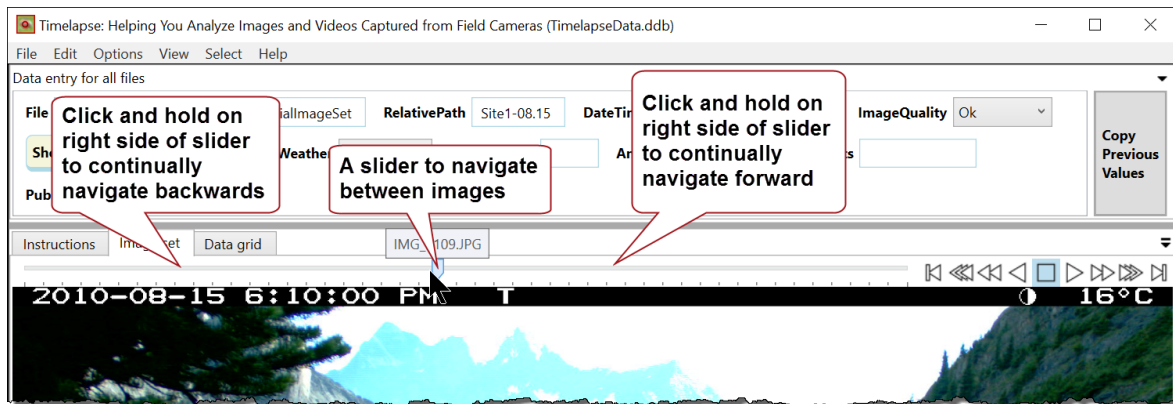 Timelapse: Helping You Analyze Images and Videos Captured from Field Cameras (TimelapseData.ddb)
File Edit Options View Select Help
Data entry for all files
File
ialImageSet RelativePath Site1-08.15
ImageQuality Ok
Click and hold on
right side of slider
to continually
navigate backwards
A slider to navigate
between images
Click and hold on
right side of slider
to continually
navigate forward
Weather
Copy
Previous
Values
Instructions
Data grid
2010-08-15 6:10:00 PM T 16°C